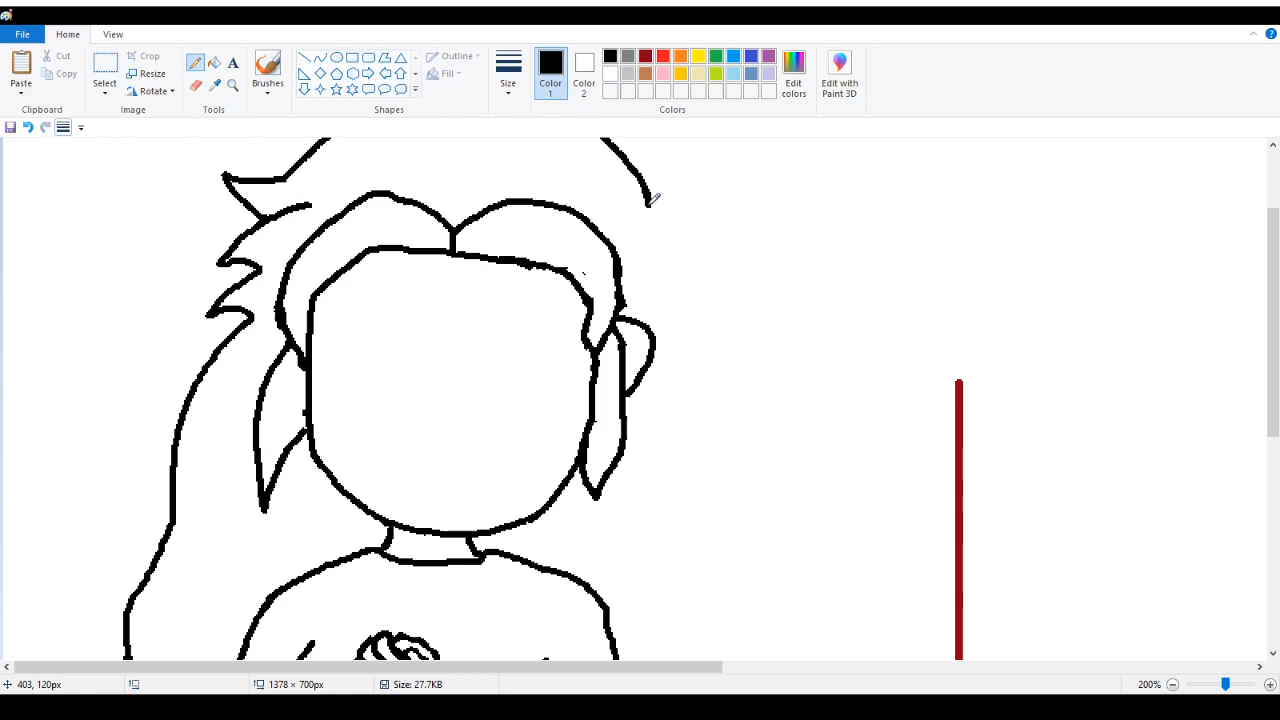 File Home View
Paste Cut Copy Select Crop Resize Rotate A Brushes Outline Fill Size Color 1 Color 2 Edit colors Edit with Paint 3D
Clipboard Image Tools Shapes Colors
403, 120px 1378 × 700px Size: 27.7KB 200%